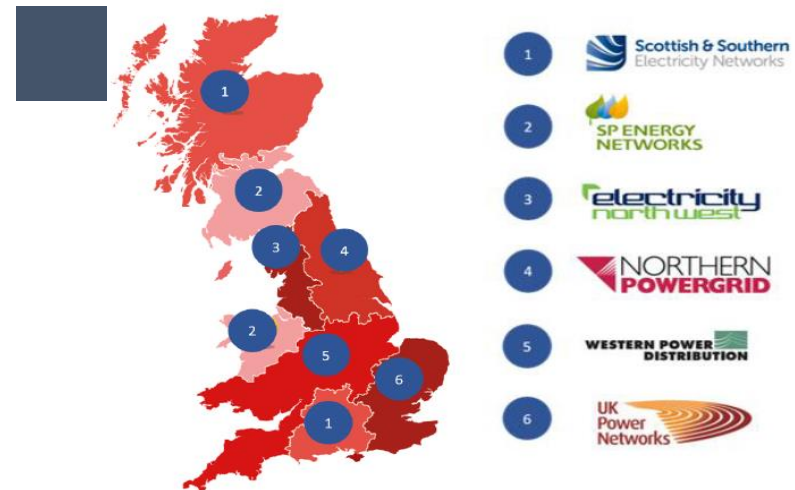 1
2
3
4
2
5
6
1
1
Scottish & Southern
Electricity Networks
2
SP ENERGY
NETWORKS
3
electricity
north west
4
NORTHERN
POWERGRID
5
WESTERN POWER
DISTRIBUTION
6
UK
Power
Networks